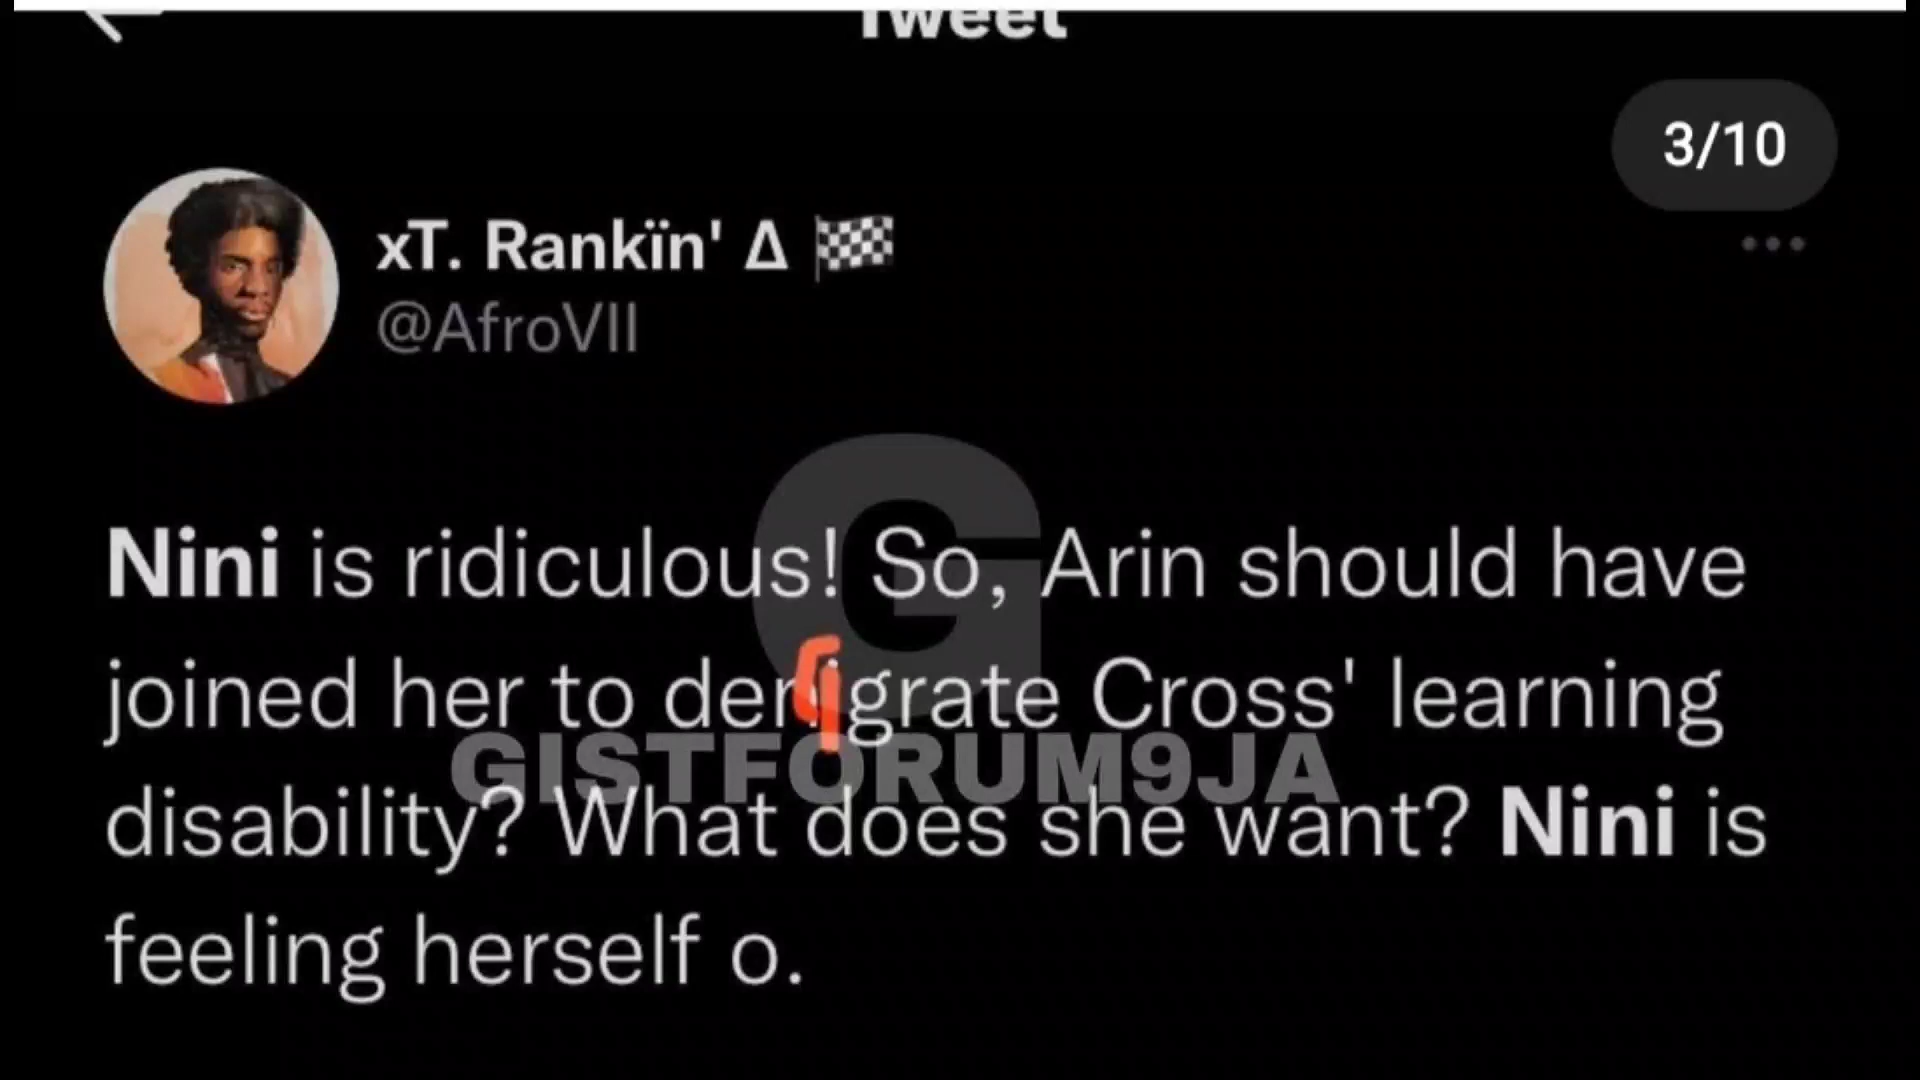 Tweet
3/10
xT. Rankïn' Δ 🏁
@AfroVII
Nini is ridiculous! So, Arin should have
joined her to denigrate Cross' learning
disability? What does she want? Nini is
feeling herself o.
G
GISTFORUM9JA